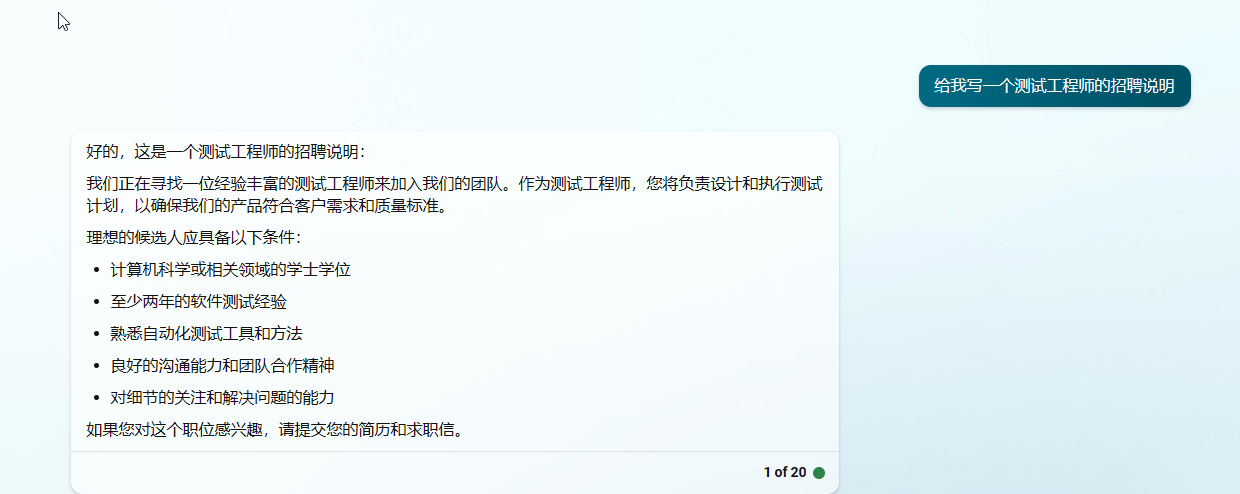 给我写一个测试工程师的招聘说明
好的，这是一个测试工程师的招聘说明：
我们正在寻找一位经验丰富的测试工程师来加入我们的团队。作为测试工程师，您将负责设计和执行测试
计划，以确保我们的产品符合客户需求和质量标准。
理想的候选人应具备以下条件：
• 计算机科学或相关领域的学士学位
• 至少两年的软件测试经验
• 熟悉自动化测试工具和方法
• 良好的沟通能力和团队合作精神
• 对细节的关注和解决问题的能力
如果您对这个职位感兴趣，请提交您的简历和求职信。
1 of 20